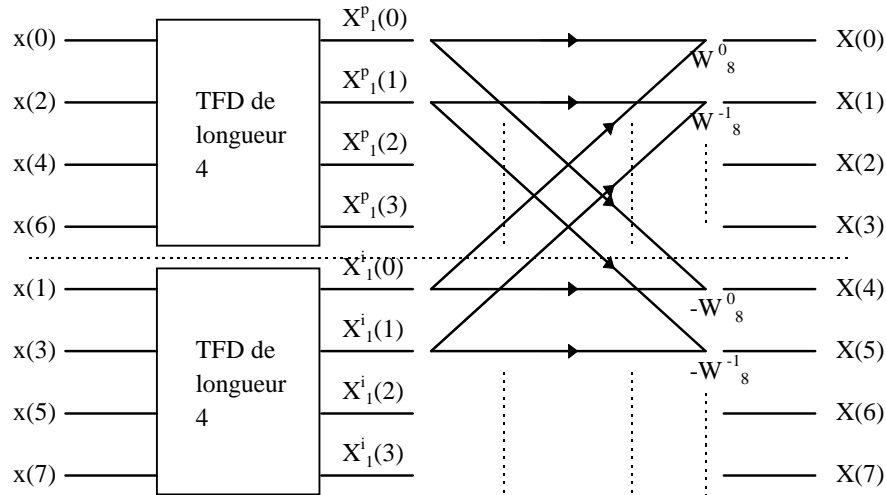 x(0) X^p_1(0) W^0_8 X(0)
x(2) X^p_1(1) W^-1_8 X(1)
TFD de
longueur
4
x(4) X^p_1(2) X(2)
x(6) X^p_1(3) X(3)
x(1) X^i_1(0) -W^0_8 X(4)
x(3) X^i_1(1) -W^-1_8 X(5)
TFD de
longueur
4
x(5) X^i_1(2) X(6)
x(7) X^i_1(3) X(7)